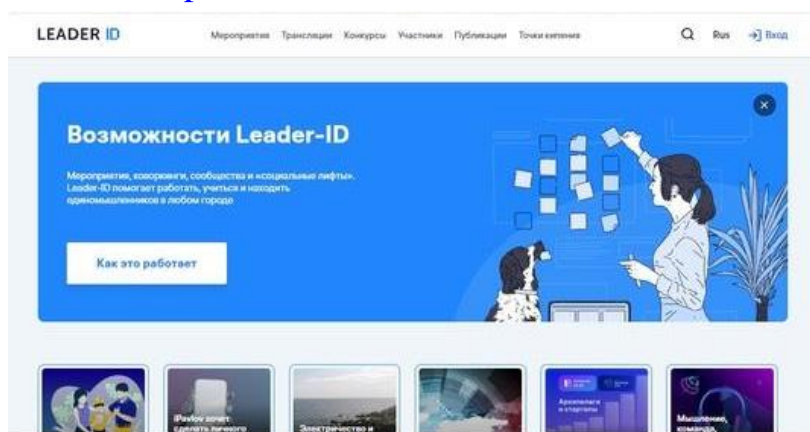 LEADER ID
Мероприятия Трансляции Конкурсы Участники Публикации Точки кипения
Rus Вход
Возможности Leader-ID
Мероприятия, коворкинги, сообщества и «социальные лифты».
Leader-ID помогает работать, учиться и находить
единомышленников в любом городе
Как это работает
iPavlov хочет
сделать личного
Электричество и
Архипелаги
и стартапы
Мышление,
команда,